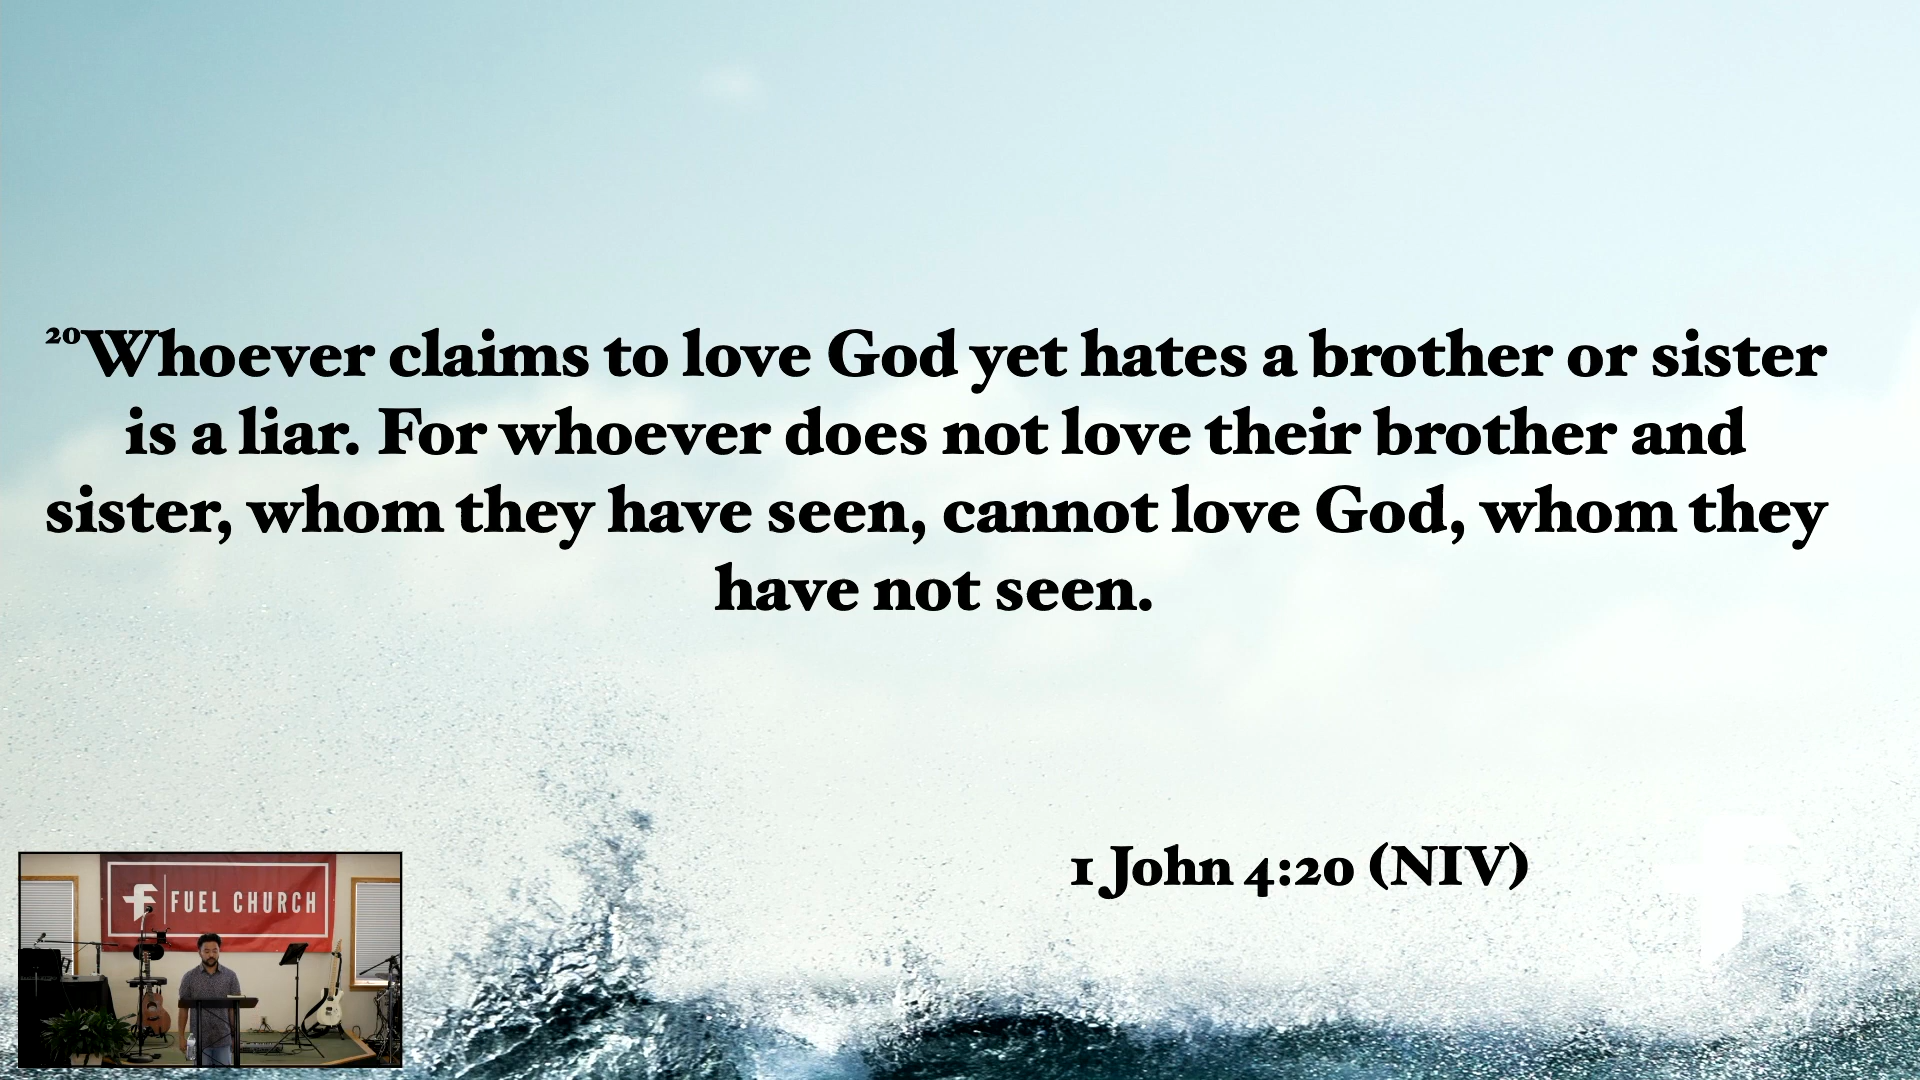 ²⁰Whoever claims to love God yet hates a brother or sister
is a liar. For whoever does not love their brother and
sister, whom they have seen, cannot love God, whom they
have not seen.
1 John 4:20 (NIV)
FUEL CHURCH